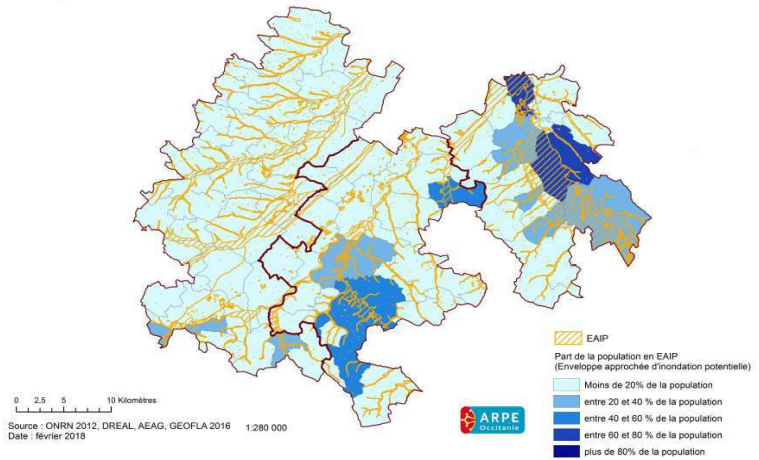 EAIP
Part de la population en EAIP
(Enveloppe approchée d'inondation potentielle)
Moins de 20% de la population
entre 20 et 40 % de la population
entre 40 et 60 % de la population
entre 60 et 80 % de la population
plus de 80% de la population
0 2,5 5 10 Kilomètres
ARPE
Occitanie
Source : ONRN 2012, DREAL, AEAG, GEOFLA 2016 1:280 000
Date : février 2018